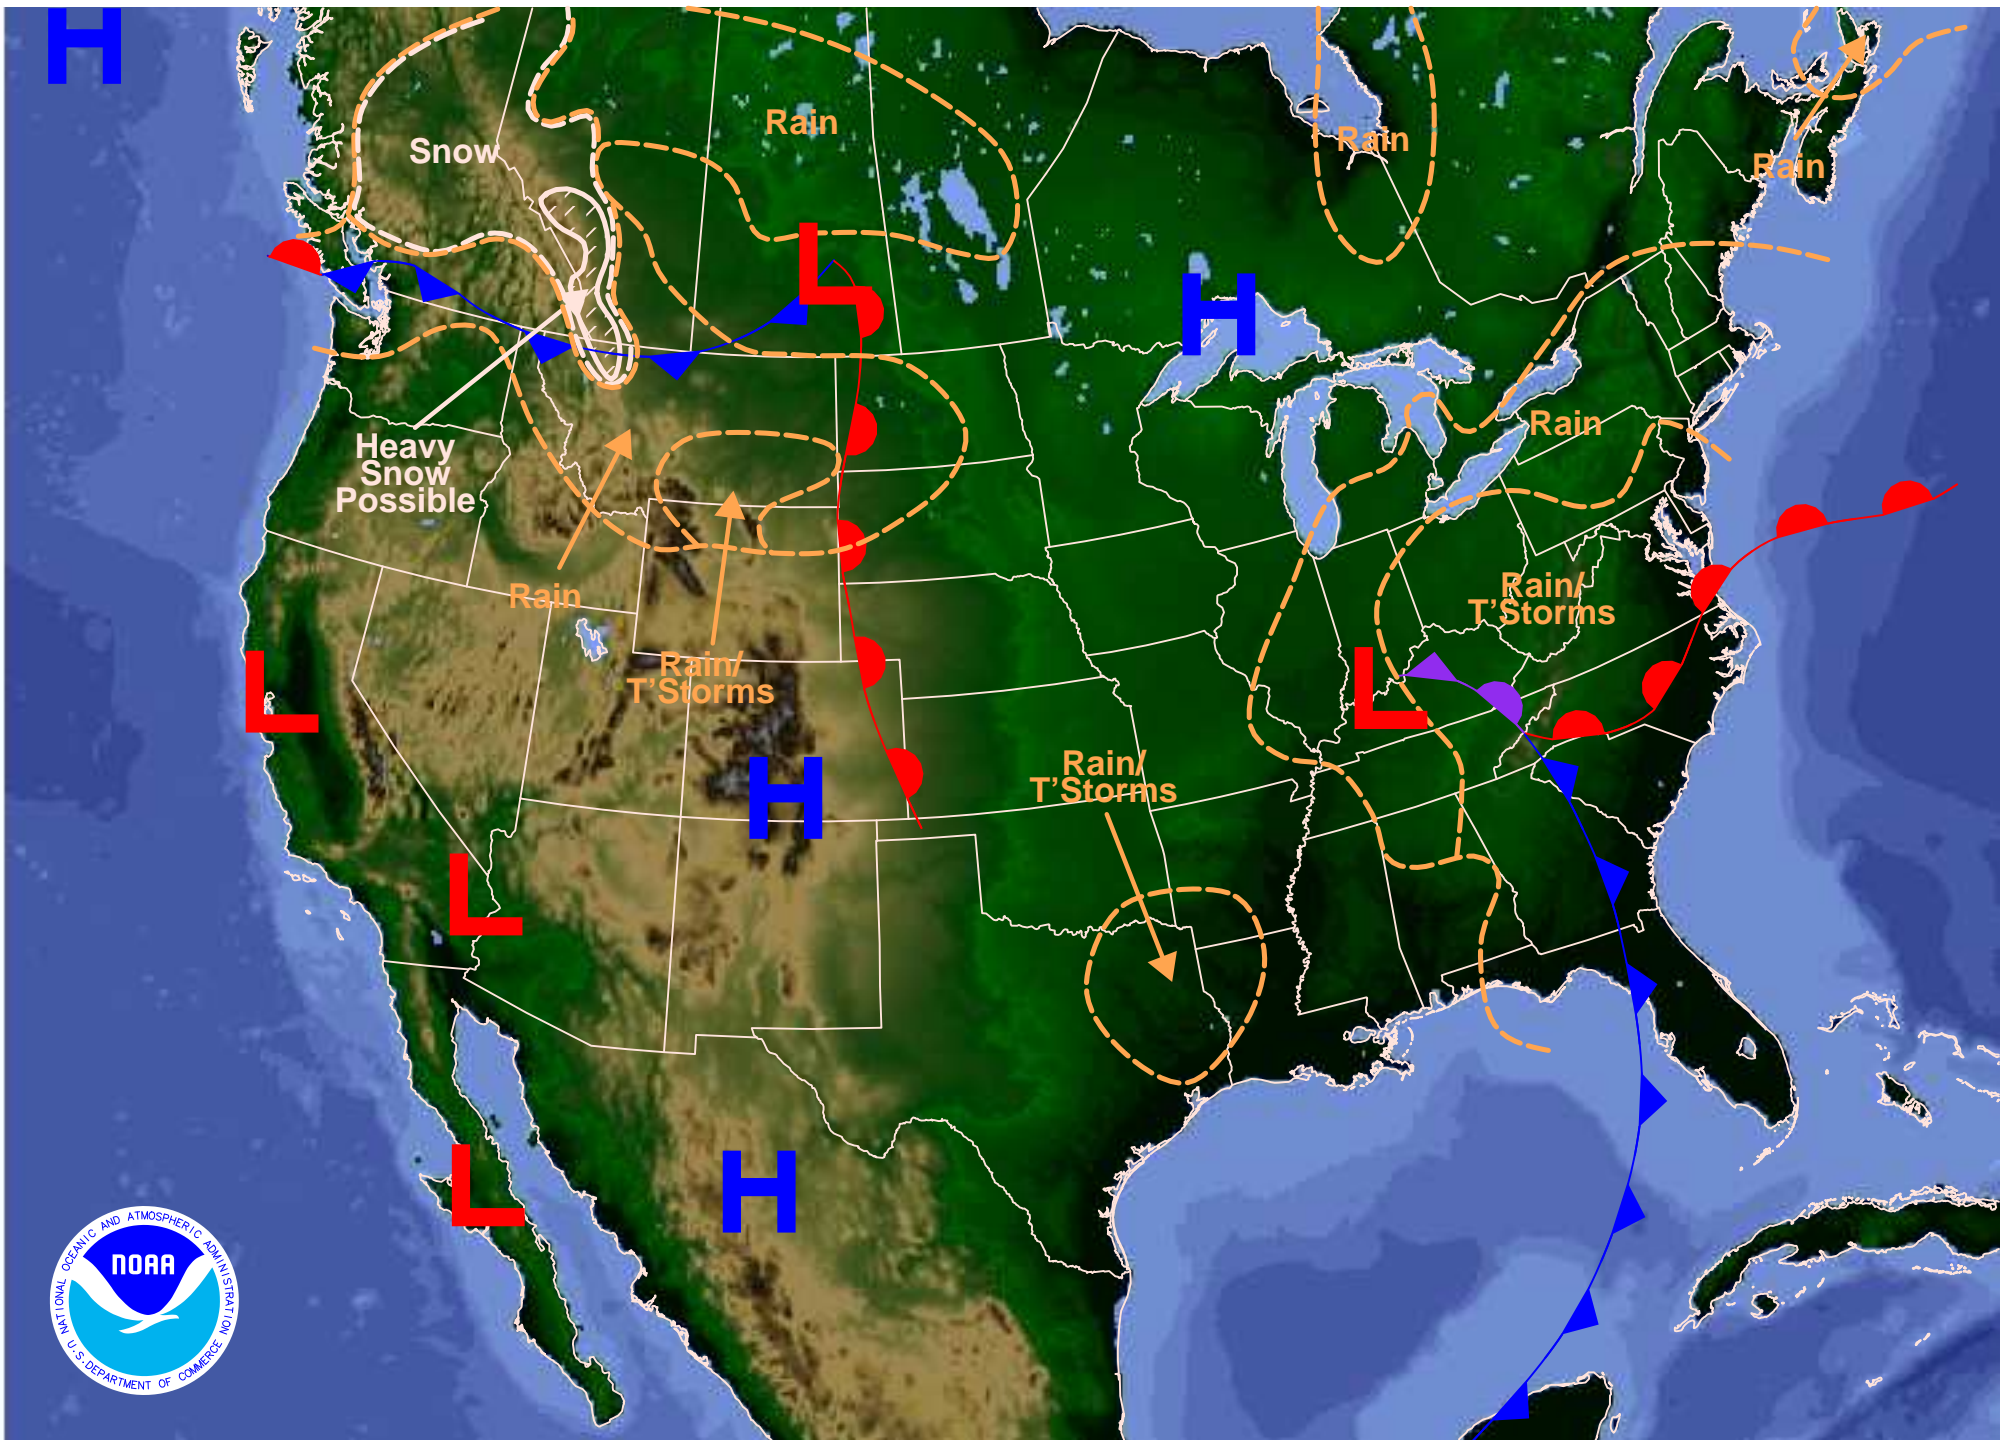 H
Rain
Snow
Rain
Rain
L
H
Rain
Heavy
Snow
Possible
Rain
Rain/
T'Storms
Rain/
T'Storms
L
L
Rain/
T'Storms
H
L
L
H
NATIONAL OCEANIC AND ATMOSPHERIC ADMINISTRATION
NOAA
U.S. DEPARTMENT OF COMMERCE